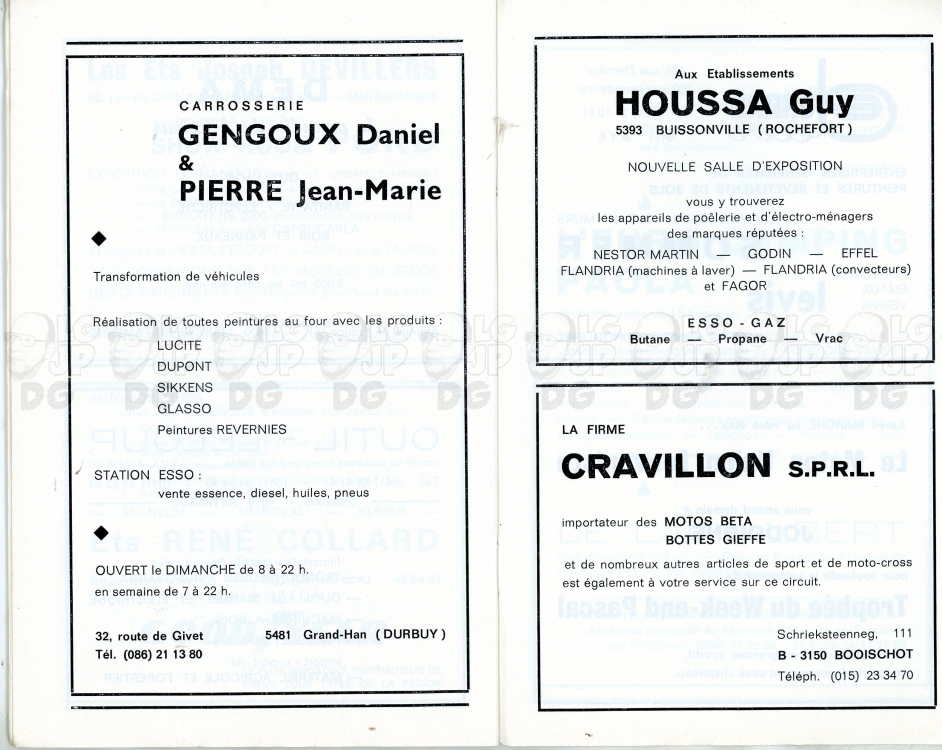 CARROSSERIE
GENGOUX Daniel
&
PIERRE Jean-Marie
Transformation de véhicules
Réalisation de toutes peintures au four avec les produits :
LUCITE
DUPONT
SIKKENS
GLASSO
Peintures REVERNIES
STATION ESSO :
vente essence, diesel, huiles, pneus
OUVERT le DIMANCHE de 8 à 22 h.
en semaine de 7 à 22 h.
32, route de Givet 5481 Grand-Han (DURBUY)
Tél. (086) 21 13 80
Aux Etablissements
HOUSSA Guy
5393 BUISSONVILLE (ROCHEFORT)
NOUVELLE SALLE D'EXPOSITION
vous y trouverez
les appareils de poêlerie et d'électro-ménagers
des marques réputées :
NESTOR MARTIN — GODIN — EFFEL
FLANDRIA (machines à laver) — FLANDRIA (convecteurs)
et FAGOR
ESSO - GAZ
Butane — Propane — Vrac
LA FIRME
CRAVILLON S.P.R.L.
importateur des MOTOS BETA
BOTTES GIEFFE
et de nombreux autres articles de sport et de moto-cross
est également à votre service sur ce circuit.
Schrieksteenneg, 111
B - 3150 BOOISCHOT
Téléph. (015) 23 34 70
LG JP DG